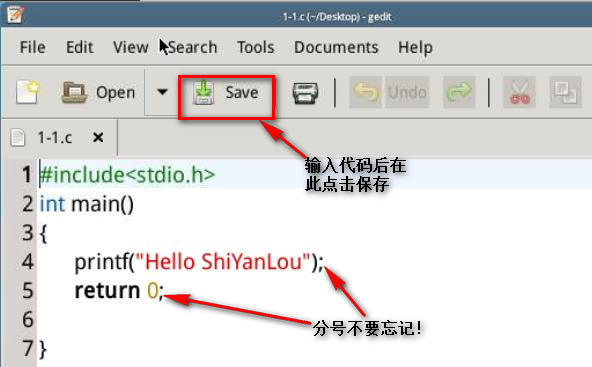 1-1.c (~/Desktop) - gedit
File Edit View Search Tools Documents Help
Open Save Undo
1-1.c ×
输入代码后在
此点击保存
1 #include<stdio.h>
2 int main()
3 {
4 printf("Hello ShiYanLou");
5 return 0;
6
7 }
分号不要忘记!